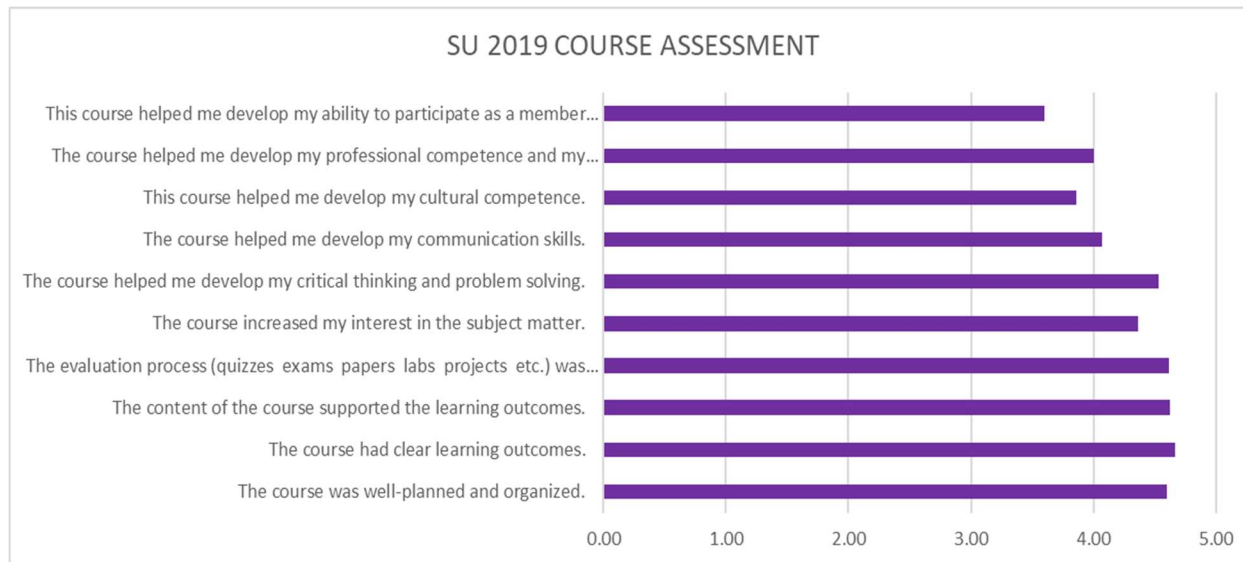 SU 2019 COURSE ASSESSMENT
This course helped me develop my ability to participate as a member...
The course helped me develop my professional competence and my...
This course helped me develop my cultural competence.
The course helped me develop my communication skills.
The course helped me develop my critical thinking and problem solving.
The course increased my interest in the subject matter.
The evaluation process (quizzes exams papers labs projects etc.) was...
The content of the course supported the learning outcomes.
The course had clear learning outcomes.
The course was well-planned and organized.
0.00 1.00 2.00 3.00 4.00 5.00